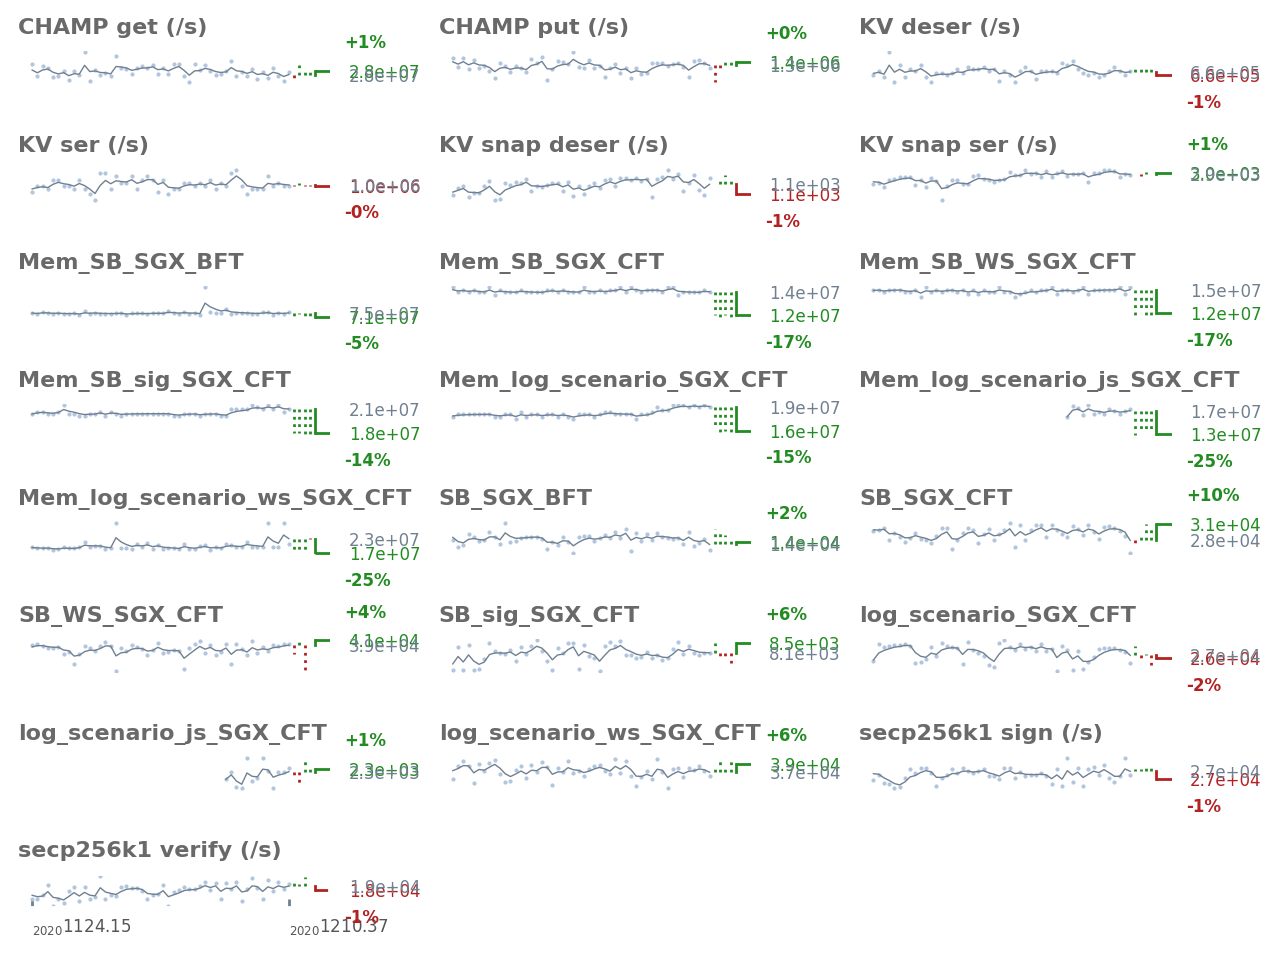 CHAMP get (/s)
+1%
2.8e+07
CHAMP put (/s)
+0%
1.4e+06
KV deser (/s)
6.6e+05
6.6e+05
-1%
KV ser (/s)
1.0e+06
-0%
KV snap deser (/s)
1.1e+03
1.1e+03
-1%
KV snap ser (/s)
+1%
3.0e+03
2.9e+03
Mem_SB_SGX_BFT
7.5e+07
7.1e+07
-5%
Mem_SB_SGX_CFT
1.4e+07
1.2e+07
-17%
Mem_SB_WS_SGX_CFT
1.5e+07
1.2e+07
-17%
Mem_SB_sig_SGX_CFT
2.1e+07
1.8e+07
-14%
Mem_log_scenario_SGX_CFT
1.9e+07
1.6e+07
-15%
Mem_log_scenario_js_SGX_CFT
1.7e+07
1.3e+07
-25%
Mem_log_scenario_ws_SGX_CFT
2.3e+07
1.7e+07
-25%
SB_SGX_BFT
+2%
1.4e+04
1.4e+04
SB_SGX_CFT
+10%
3.1e+04
2.8e+04
SB_WS_SGX_CFT
+4%
4.1e+04
3.9e+04
SB_sig_SGX_CFT
+6%
8.5e+03
8.1e+03
log_scenario_SGX_CFT
2.7e+04
2.6e+04
-2%
log_scenario_js_SGX_CFT
+1%
2.3e+03
2.3e+03
log_scenario_ws_SGX_CFT
+6%
3.9e+04
3.7e+04
secp256k1 sign (/s)
2.7e+04
2.7e+04
-1%
secp256k1 verify (/s)
1.9e+04
1.8e+04
-1%
2020 1124.15
2020 1210.37